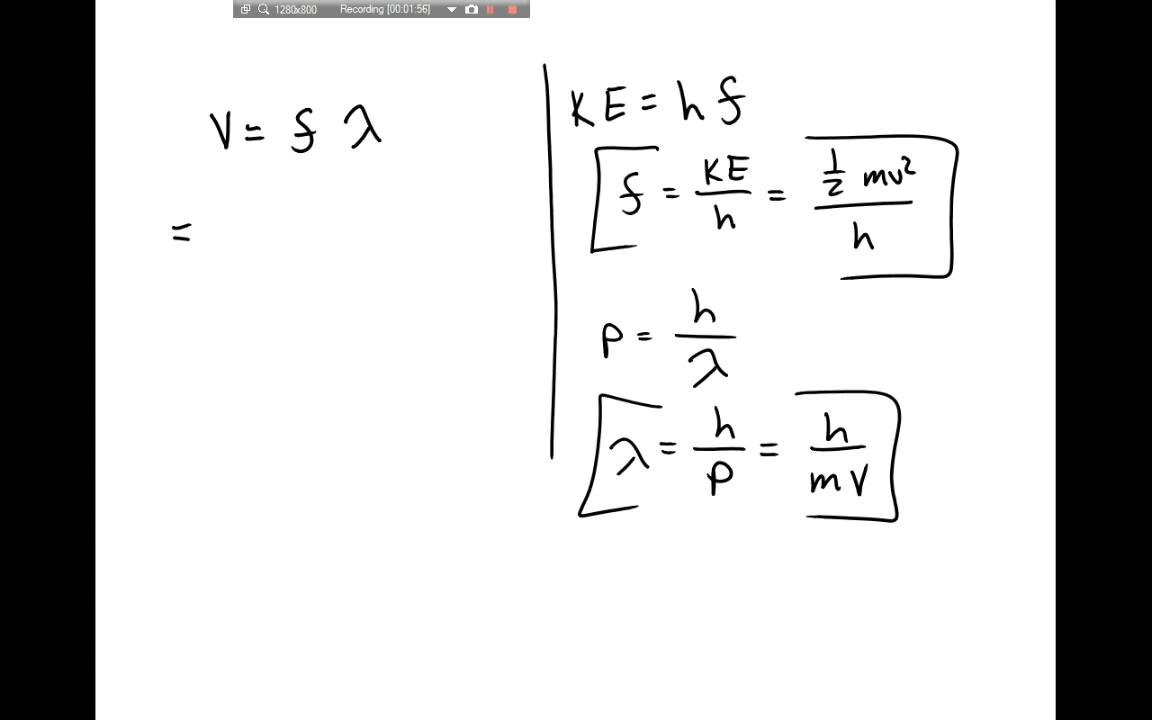 1280x800 Recording [00:01:56]
V = f λ
=
KE = h f
f = KE/h = ½ mv²/h
P = h/λ
λ = h/P = h/mV